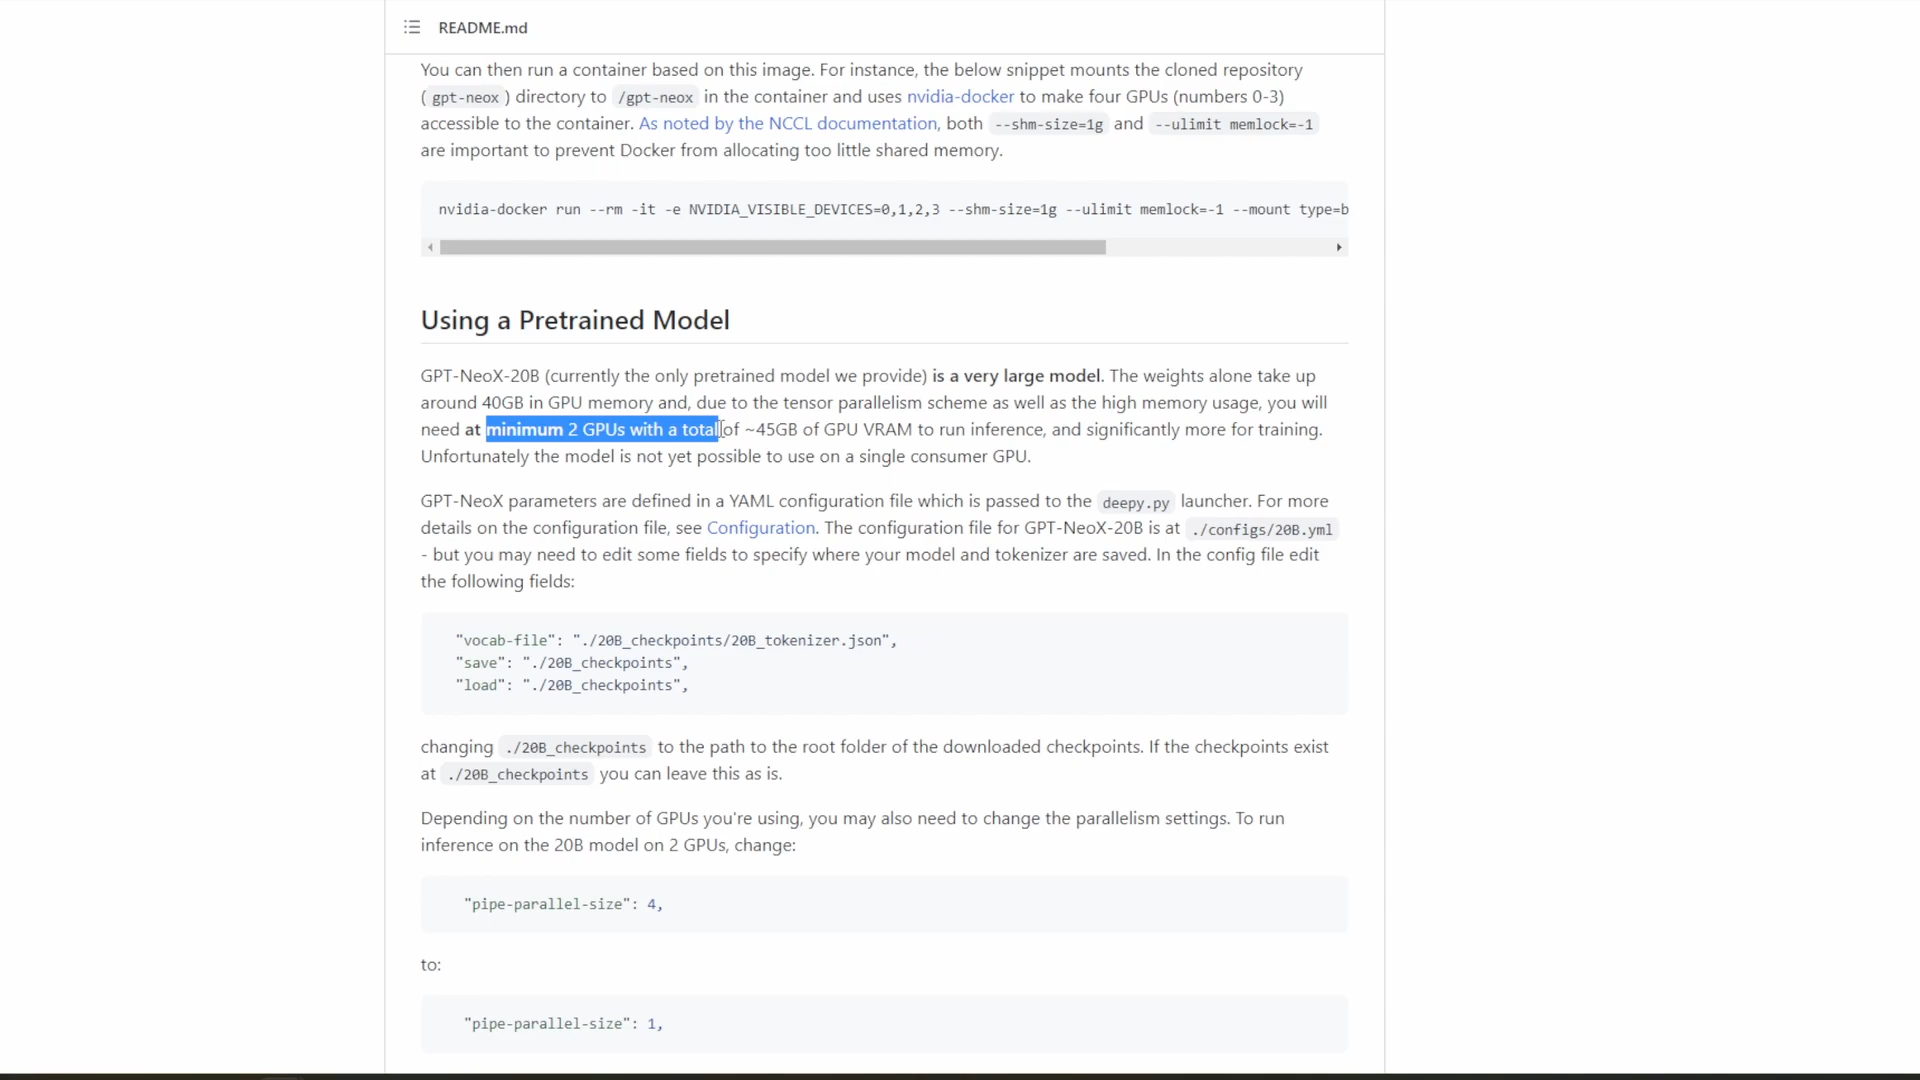 README.md
You can then run a container based on this image. For instance, the below snippet mounts the cloned repository
( gpt-neox ) directory to /gpt-neox in the container and uses nvidia-docker to make four GPUs (numbers 0-3)
accessible to the container. As noted by the NCCL documentation, both --shm-size=1g and --ulimit memlock=-1
are important to prevent Docker from allocating too little shared memory.
nvidia-docker run --rm -it -e NVIDIA_VISIBLE_DEVICES=0,1,2,3 --shm-size=1g --ulimit memlock=-1 --mount type=b
Using a Pretrained Model
GPT-NeoX-20B (currently the only pretrained model we provide) is a very large model. The weights alone take up
around 40GB in GPU memory and, due to the tensor parallelism scheme as well as the high memory usage, you will
need at minimum 2 GPUs with a total of ~45GB of GPU VRAM to run inference, and significantly more for training.
Unfortunately the model is not yet possible to use on a single consumer GPU.
GPT-NeoX parameters are defined in a YAML configuration file which is passed to the deepy.py launcher. For more
details on the configuration file, see Configuration. The configuration file for GPT-NeoX-20B is at ./configs/20B.yml
- but you may need to edit some fields to specify where your model and tokenizer are saved. In the config file edit
the following fields:
"vocab-file": "./20B_checkpoints/20B_tokenizer.json",
"save": "./20B_checkpoints",
"load": "./20B_checkpoints",
changing ./20B_checkpoints to the path to the root folder of the downloaded checkpoints. If the checkpoints exist
at ./20B_checkpoints you can leave this as is.
Depending on the number of GPUs you're using, you may also need to change the parallelism settings. To run
inference on the 20B model on 2 GPUs, change:
"pipe-parallel-size": 4,
to:
"pipe-parallel-size": 1,